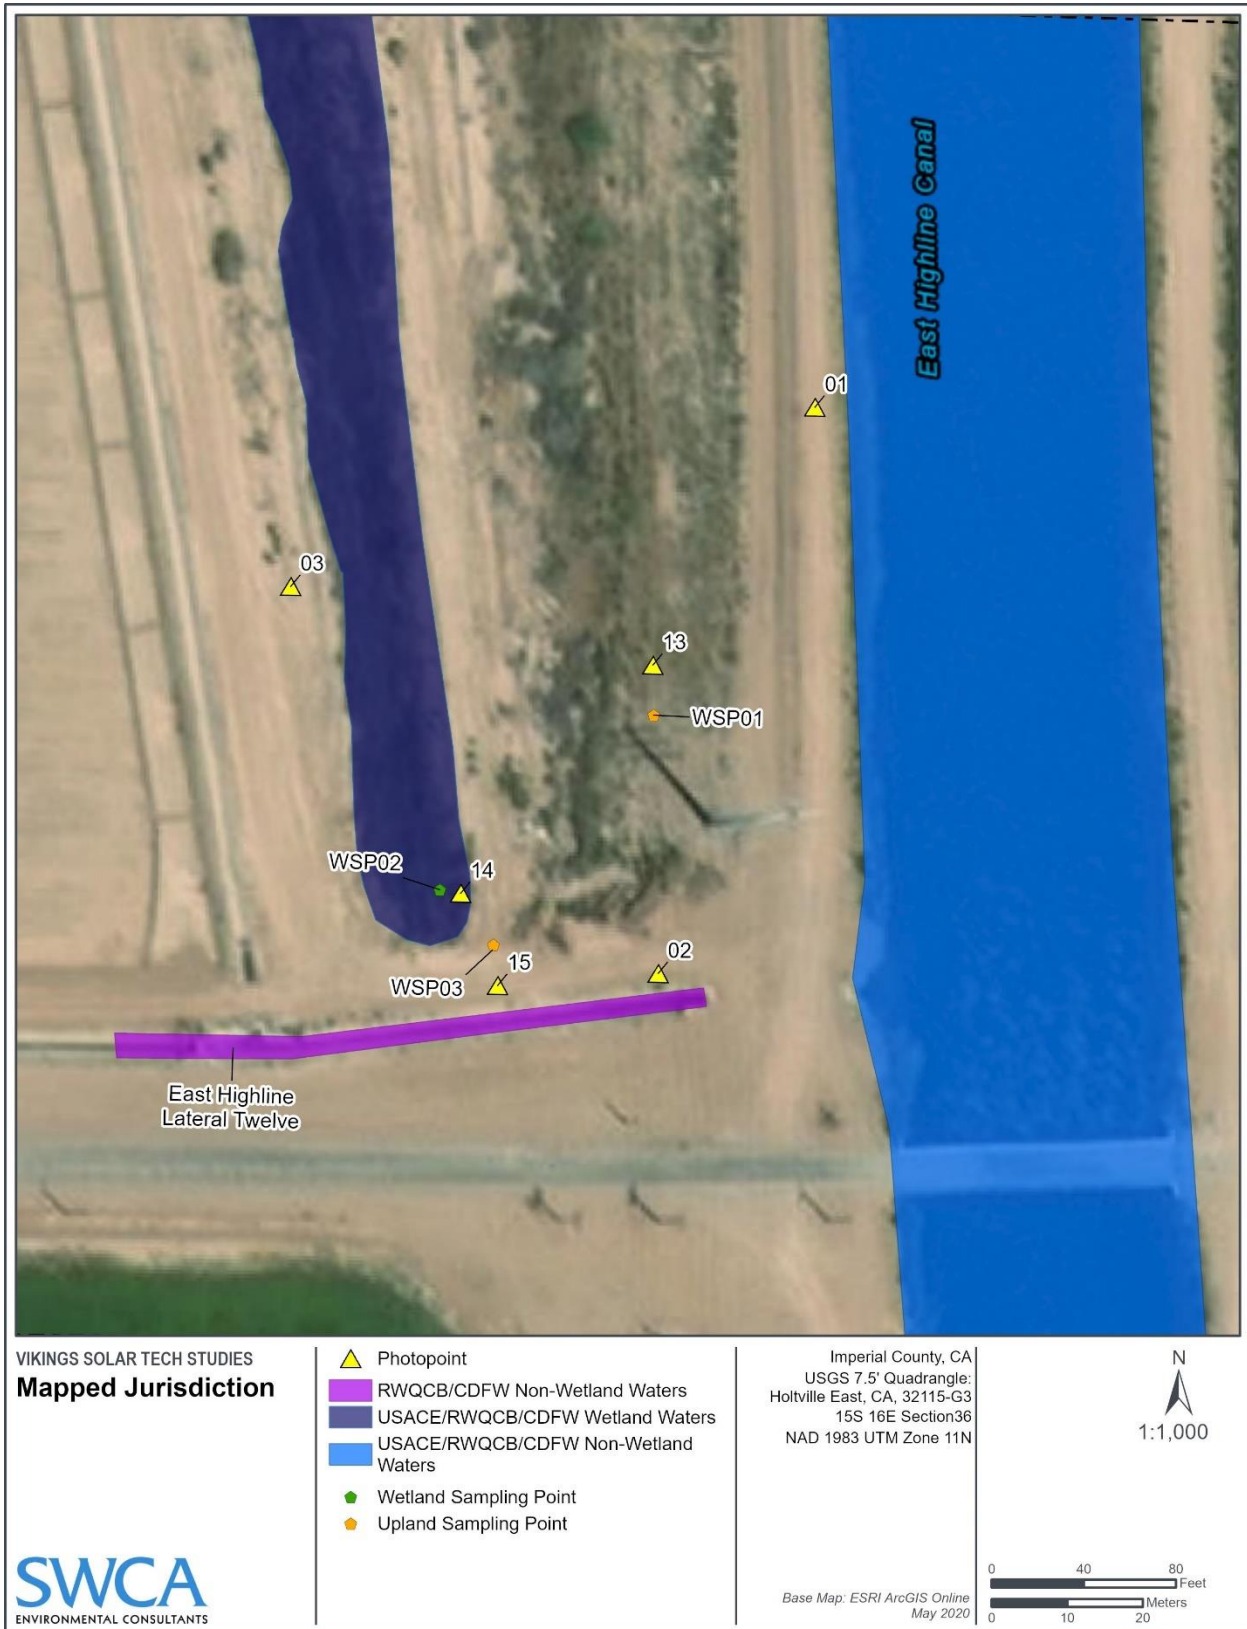 East Highline Canal
01
03
13
WSP01
WSP02
14
WSP03
15
02
East Highline
Lateral Twelve
VIKINGS SOLAR TECH STUDIES
Mapped Jurisdiction
SWCA
ENVIRONMENTAL CONSULTANTS
Photopoint
RWQCB/CDFW Non-Wetland Waters
USACE/RWQCB/CDFW Wetland Waters
USACE/RWQCB/CDFW Non-Wetland
Waters
Wetland Sampling Point
Upland Sampling Point
Imperial County, CA
USGS 7.5' Quadrangle:
Holtville East, CA, 32115-G3
15S 16E Section36
NAD 1983 UTM Zone 11N
Base Map: ESRI ArcGIS Online
May 2020
N
1:1,000
0 40 80
Feet
Meters
0 10 20